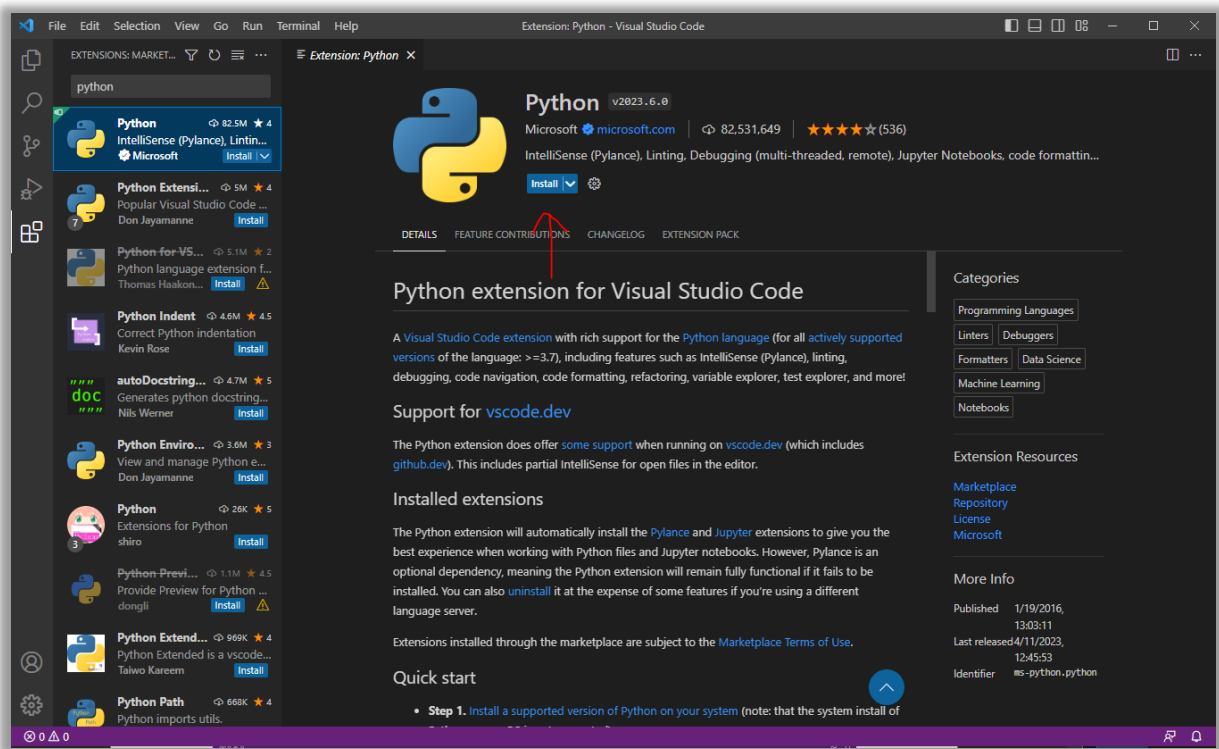 File Edit Selection View Go Run Terminal Help
Extension: Python - Visual Studio Code
EXTENSIONS: MARKET...
python
Python 82.5M ★ 4
IntelliSense (Pylance), Lintin...
Microsoft Install
Python Extensi... 5M ★ 4
Popular Visual Studio Code ...
7
Don Jayamanne Install
Python for VS... 5.1M ★ 2
Python language extension f...
Thomas Haakon... Install
Python Indent 4.6M ★ 4.5
Correct Python indentation
Kevin Rose Install
"""
doc
"""
autoDocstring... 4.7M ★ 5
Generates python docstring...
Nils Werner Install
Python Enviro... 3.6M ★ 3
View and manage Python e...
Don Jayamanne Install
Python 26K ★ 5
Extensions for Python
3
shiro Install
Python Previ... 1.1M ★ 4.5
Provide Preview for Python ...
dongli Install
Python Extend... 969K ★ 4
Python Extended is a vscode...
Taiwo Kareem Install
Python Path 668K ★ 4
Python imports utils.
Extension: Python
Python v2023.6.0
Microsoft microsoft.com 82,531,649 ★★★★☆(536)
IntelliSense (Pylance), Linting, Debugging (multi-threaded, remote), Jupyter Notebooks, code formattin...
Install
DETAILS FEATURE CONTRIBUTIONS CHANGELOG EXTENSION PACK
Python extension for Visual Studio Code
A Visual Studio Code extension with rich support for the Python language (for all actively supported
versions of the language: >=3.7), including features such as IntelliSense (Pylance), linting,
debugging, code navigation, code formatting, refactoring, variable explorer, test explorer, and more!
Support for vscode.dev
The Python extension does offer some support when running on vscode.dev (which includes
github.dev). This includes partial IntelliSense for open files in the editor.
Installed extensions
The Python extension will automatically install the Pylance and Jupyter extensions to give you the
best experience when working with Python files and Jupyter notebooks. However, Pylance is an
optional dependency, meaning the Python extension will remain fully functional if it fails to be
installed. You can also uninstall it at the expense of some features if you're using a different
language server.
Extensions installed through the marketplace are subject to the Marketplace Terms of Use.
Quick start
• Step 1. Install a supported version of Python on your system (note: that the system install of
Categories
Programming Languages
Linters Debuggers
Formatters Data Science
Machine Learning
Notebooks
Extension Resources
Marketplace
Repository
License
Microsoft
More Info
Published 1/19/2016,
13:03:11
Last released 4/11/2023,
12:45:53
Identifier ms-python.python
0 0